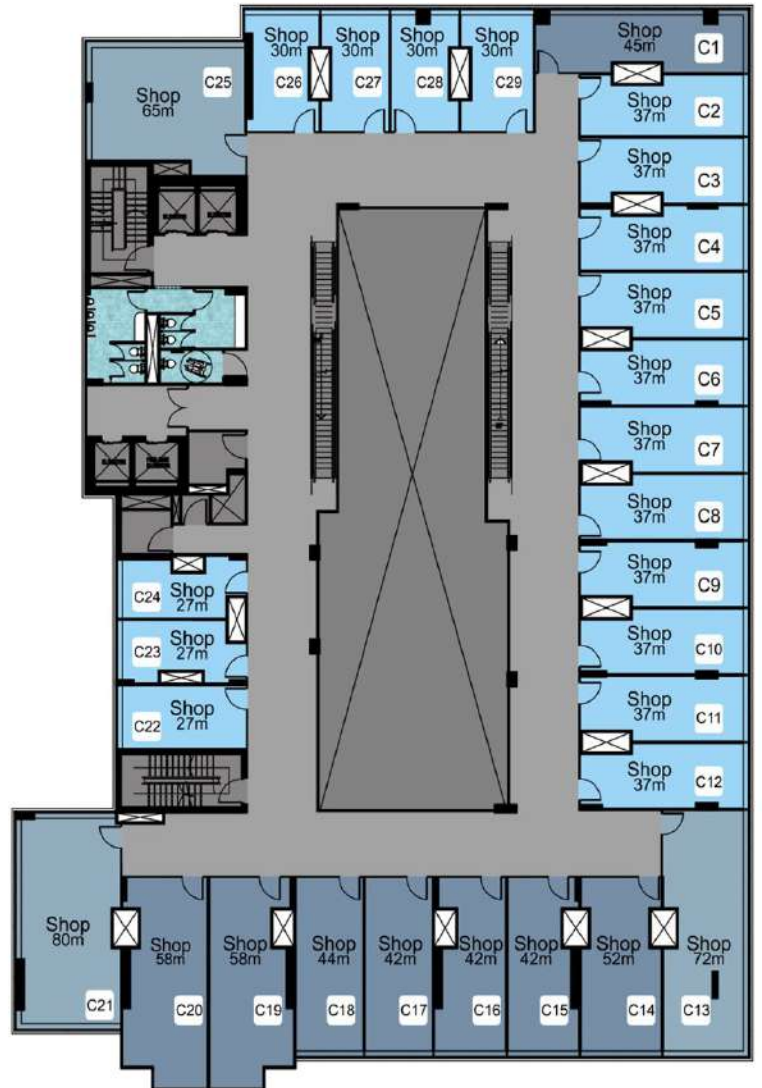 Shop
30m
C26
Shop
30m
C27
Shop
30m
C28
Shop
30m
C29
Shop
45m
C1
Shop
65m
C25
Shop
37m
C2
Shop
37m
C3
Shop
37m
C4
Shop
37m
C5
Shop
37m
C6
Shop
37m
C7
Shop
37m
C8
Shop
37m
C9
Shop
37m
C10
Shop
37m
C11
Shop
37m
C12
C24
Shop
27m
C23
Shop
27m
C22
Shop
27m
Shop
80m
C21
Shop
58m
C20
Shop
58m
C19
Shop
44m
C18
Shop
42m
C17
Shop
42m
C16
Shop
42m
C15
Shop
52m
C14
Shop
72m
C13